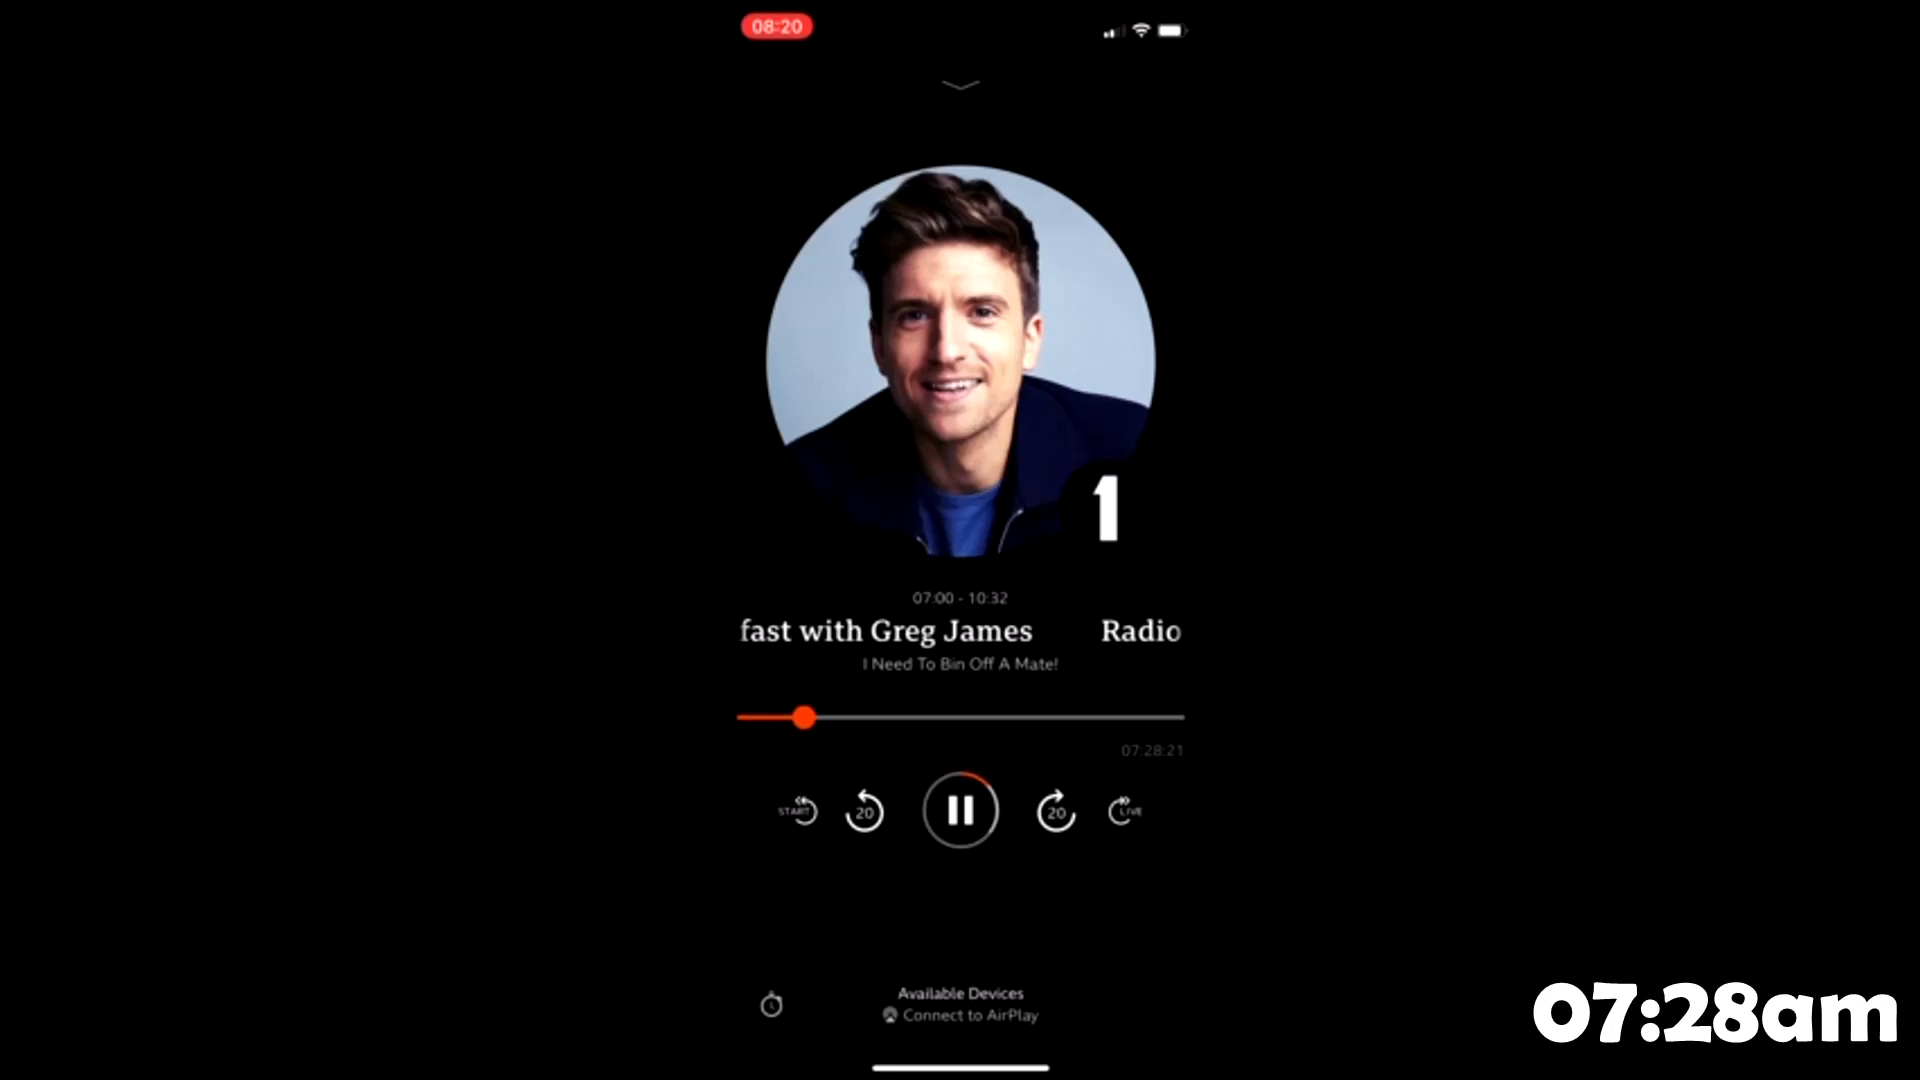 08:20
1
07:00 - 10:32
fast with Greg James Radio
I Need To Bin Off A Mate!
07:28:21
START
20
20
LIVE
Available Devices
Connect to AirPlay
07:28am